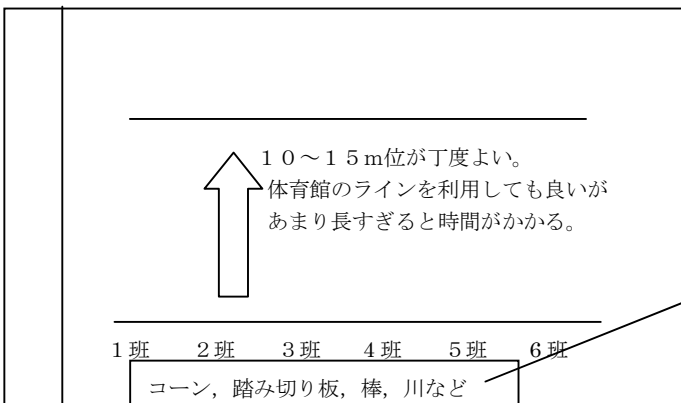 １０～１５ｍ位が丁度よい。
体育館のラインを利用しても良いが
あまり長すぎると時間がかかる。
１班　２班　３班　４班　５班　６班
コーン，踏み切り板，棒，川など